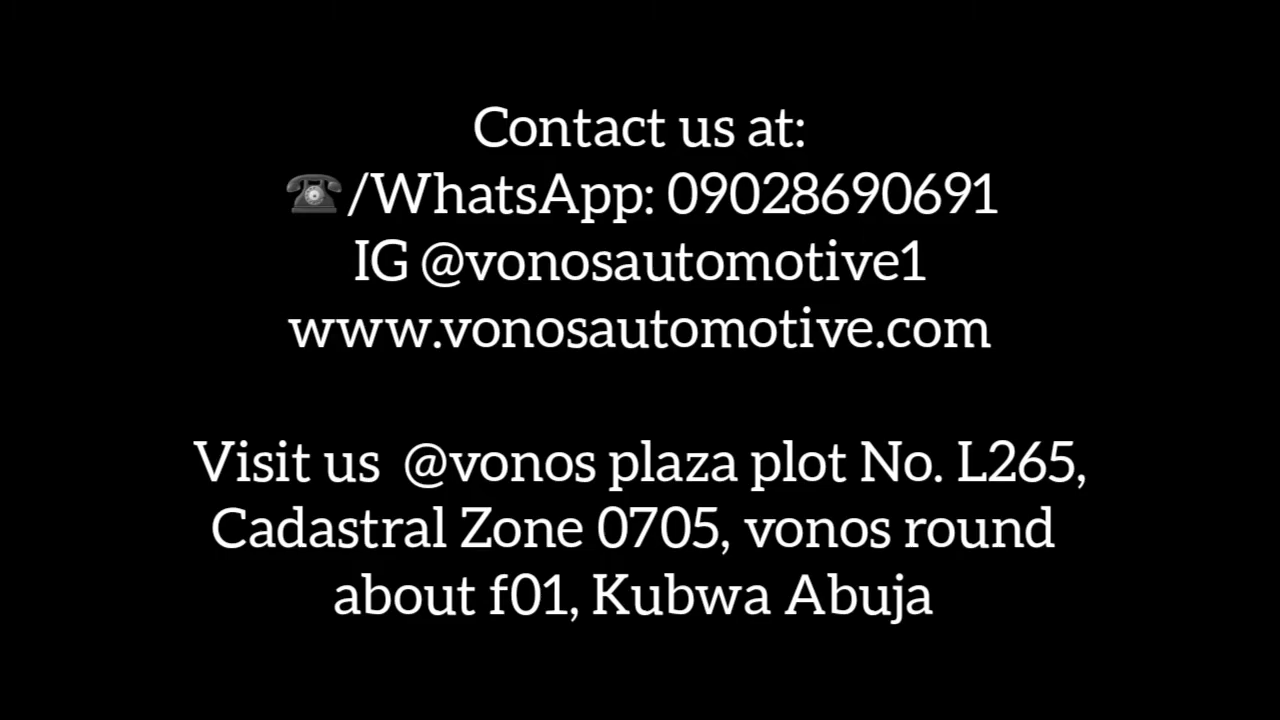 Contact us at:
☎/WhatsApp: 09028690691
IG @vonosautomotive1
www.vonosautomotive.com
Visit us @vonos plaza plot No. L265,
Cadastral Zone 0705, vonos round
about f01, Kubwa Abuja